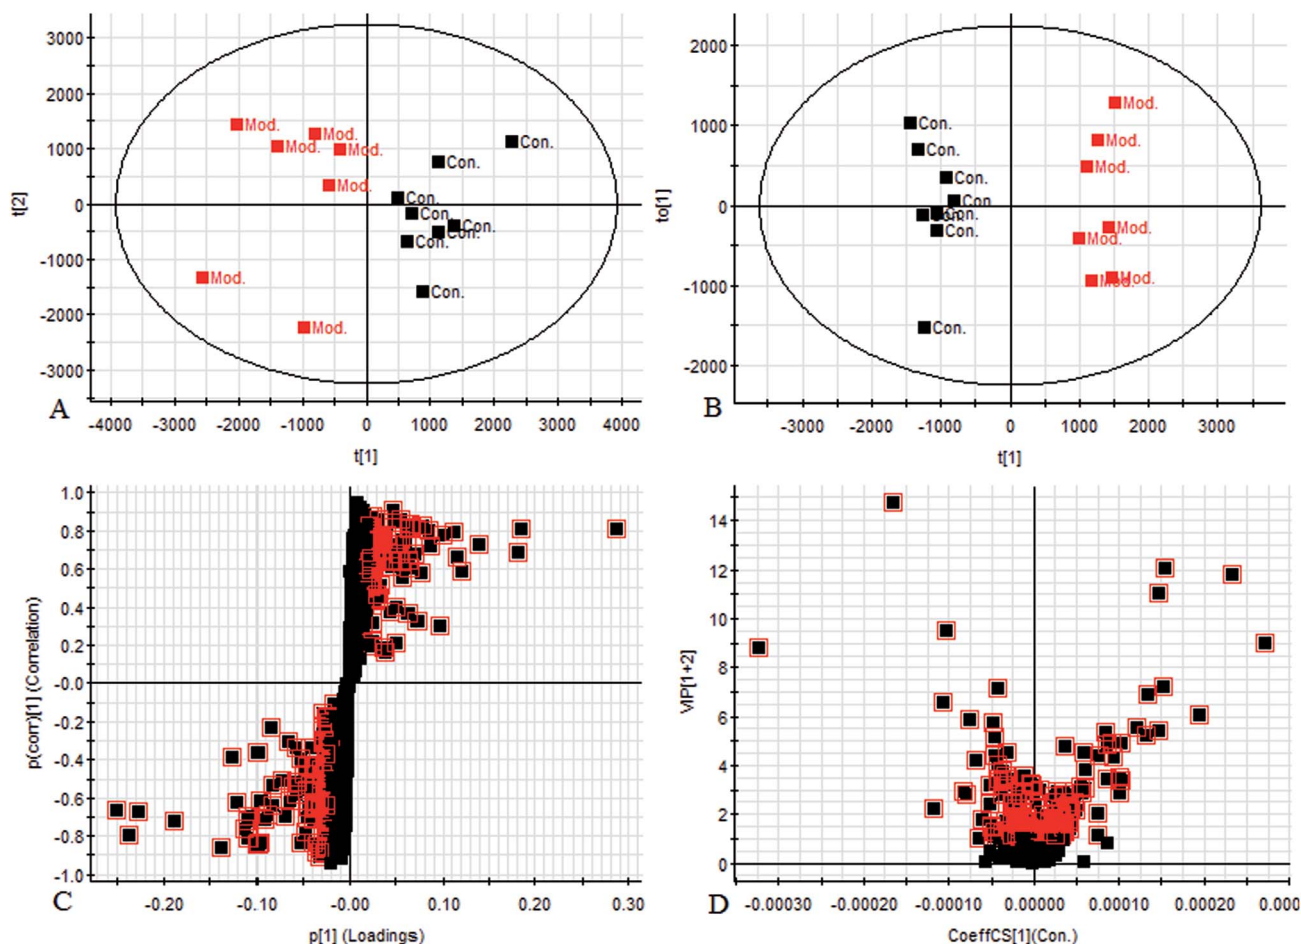 3000
2000
1000
0
-1000
-2000
-3000
t[2]
Mod.
Mod.
Mod.
Mod.
Mod.
Mod.
Mod.
Con.
Con.
Con.
Con.
Con.
Con.
Con.
Con.
A
-4000 -3000 -2000 -1000 0 1000 2000 3000 4000
t[1]
2000
1000
0
-1000
-2000
to[1]
Con.
Con.
Con.
Con.
Con.
Con.
Con.
Mod.
Mod.
Mod.
Mod.
Mod.
Mod.
B
-3000 -2000 -1000 0 1000 2000 3000
t[1]
1.0
0.8
0.6
0.4
0.2
-0.0
-0.2
-0.4
-0.6
-0.8
-1.0
p(corr)[1] (Correlation)
C
-0.20 -0.10 -0.00 0.10 0.20 0.30
p[1] (Loadings)
14
12
10
8
6
4
2
0
VIP[1+2]
D
-0.00030 -0.00010 0.00000 0.00010 0.00020 0.000
CoeffCS[1](Con.)